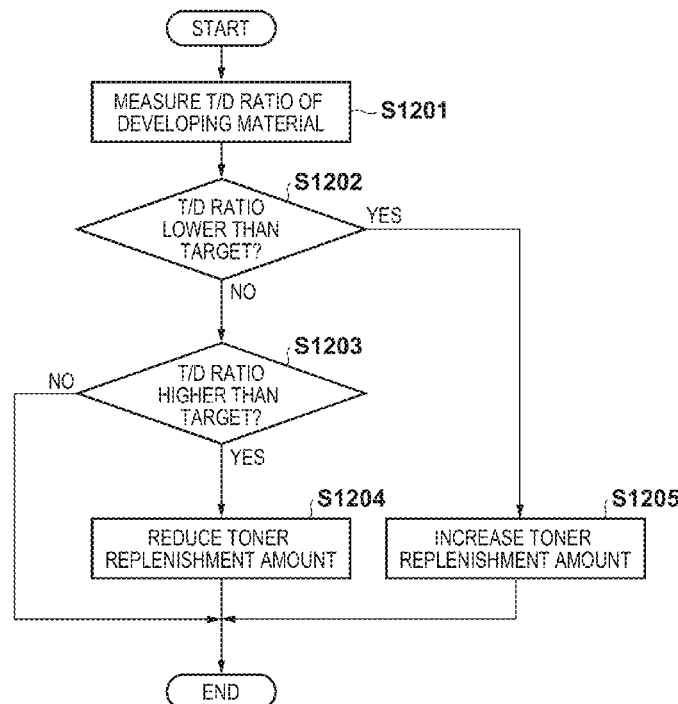 START
MEASURE T/D RATIO OF
DEVELOPING MATERIAL
S1201
S1202
T/D RATIO
LOWER THAN
TARGET?
YES
NO
S1203
T/D RATIO
HIGHER THAN
TARGET?
NO
YES
S1204
REDUCE TONER
REPLENISHMENT AMOUNT
S1205
INCREASE TONER
REPLENISHMENT AMOUNT
END